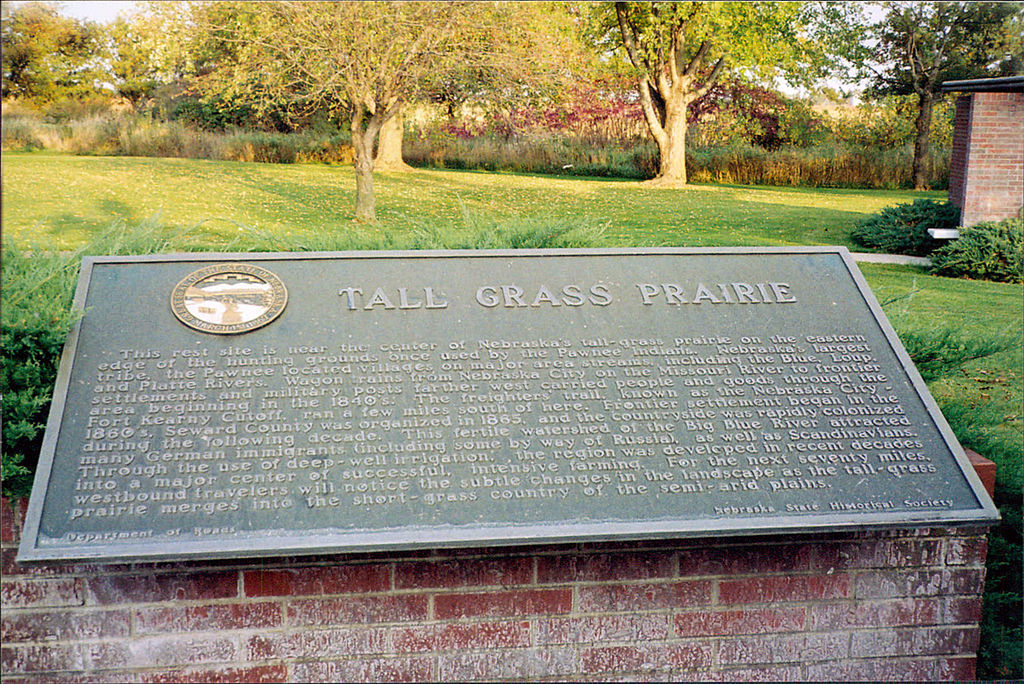 TALL GRASS PRAIRIE
This rest site is near the center of Nebraska's tall-grass prairie on the eastern
edge of the hunting grounds once used by the Pawnee Indians. Nebraska's largest
tribe, the Pawnee located villages on major area streams including the Blue, Loup,
and Platte Rivers. Wagon trains from Nebraska City on the Missouri River to frontier
settlements and military posts further west carried people and goods through the
area beginning in the 1840's. The freighters' trail, known as the Nebraska City-
Fort Kearny Cutoff, ran a few miles south of here. Frontier settlement began in the
1860's. Seward County was organized in 1865, and the countryside was rapidly colonized
during the following decade. This fertile watershed of the Big Blue River attracted
many German immigrants (including some by way of Russia), as well as Scandinavians.
Through the use of deep-well irrigation, the region was developed in recent decades
into a major center of successful, intensive farming. For the next seventy miles,
westbound travelers will notice the subtle changes in the landscape as the tall-grass
prairie merges into the short-grass country of the semi-arid plains.
Department of Roads
Nebraska State Historical Society